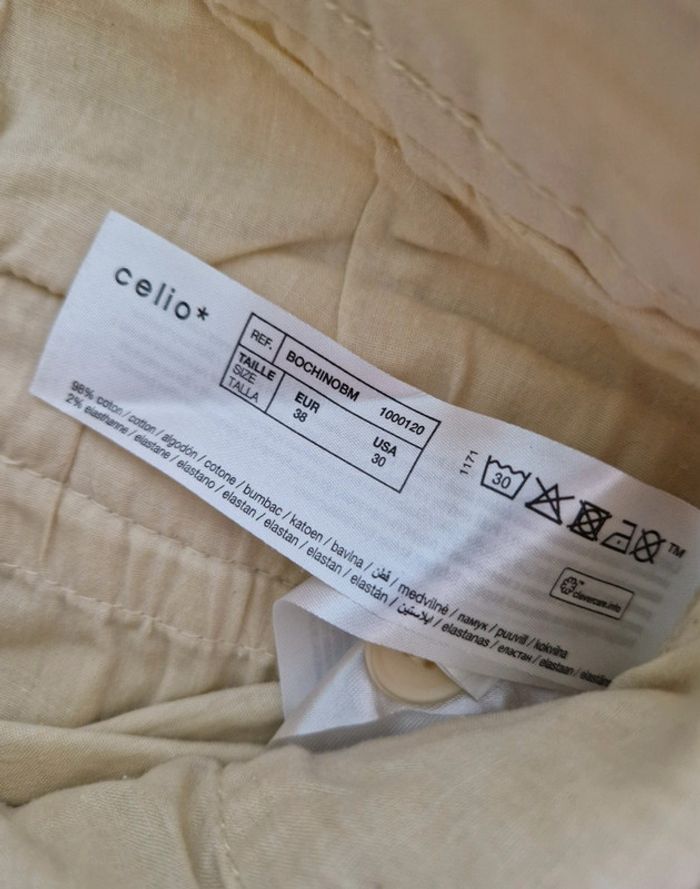 celio*
REF. BOCHINOBM 1000120
TAILLE
SIZE
TALLA
EUR
38
USA
30
98% coton / cotton / algodón / cotone / bumbac / katoen / bavlna / قطن / medvilnė / памук / puuvill / kokvilna
2% elasthanne / elastane / elastano / elastan / elastan / elastan / elastan / elastán / إيلاستين / elastanas / еластан / elastaan /
1171
30
TM
clevercare.info